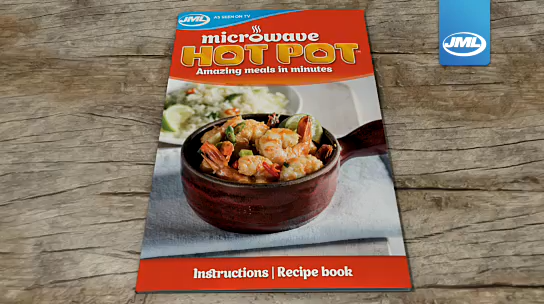 JML AS SEEN ON TV
JML
microwave
HOT POT
Amazing meals in minutes
Instructions | Recipe book